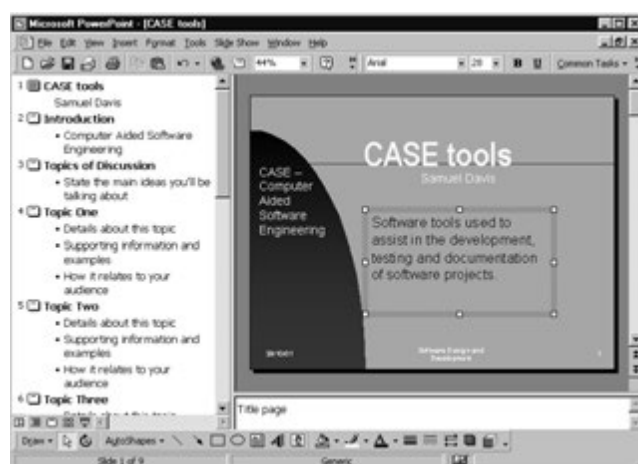 Microsoft PowerPoint - [CASE tools]
File Edit View Insert Format Tools Slide Show Window Help
44% Arial 28 B U Common Tasks
1 CASE tools
Samuel Davis
2 Introduction
• Computer Aided Software
Engineering
3 Topics of Discussion
• State the main ideas you'll be
talking about
4 Topic One
• Details about this topic
• Supporting information and
examples
• How it relates to your
audience
5 Topic Two
• Details about this topic
• Supporting information and
examples
• How it relates to your
audience
6 Topic Three
CASE tools
Samuel Davis
CASE –
Computer
Aided
Software
Engineering
Software tools used to
assist in the development,
testing and documentation
of software projects.
Software Design and
Development
1
Title page
Draw AutoShapes
Slide 1 of 9 Generic